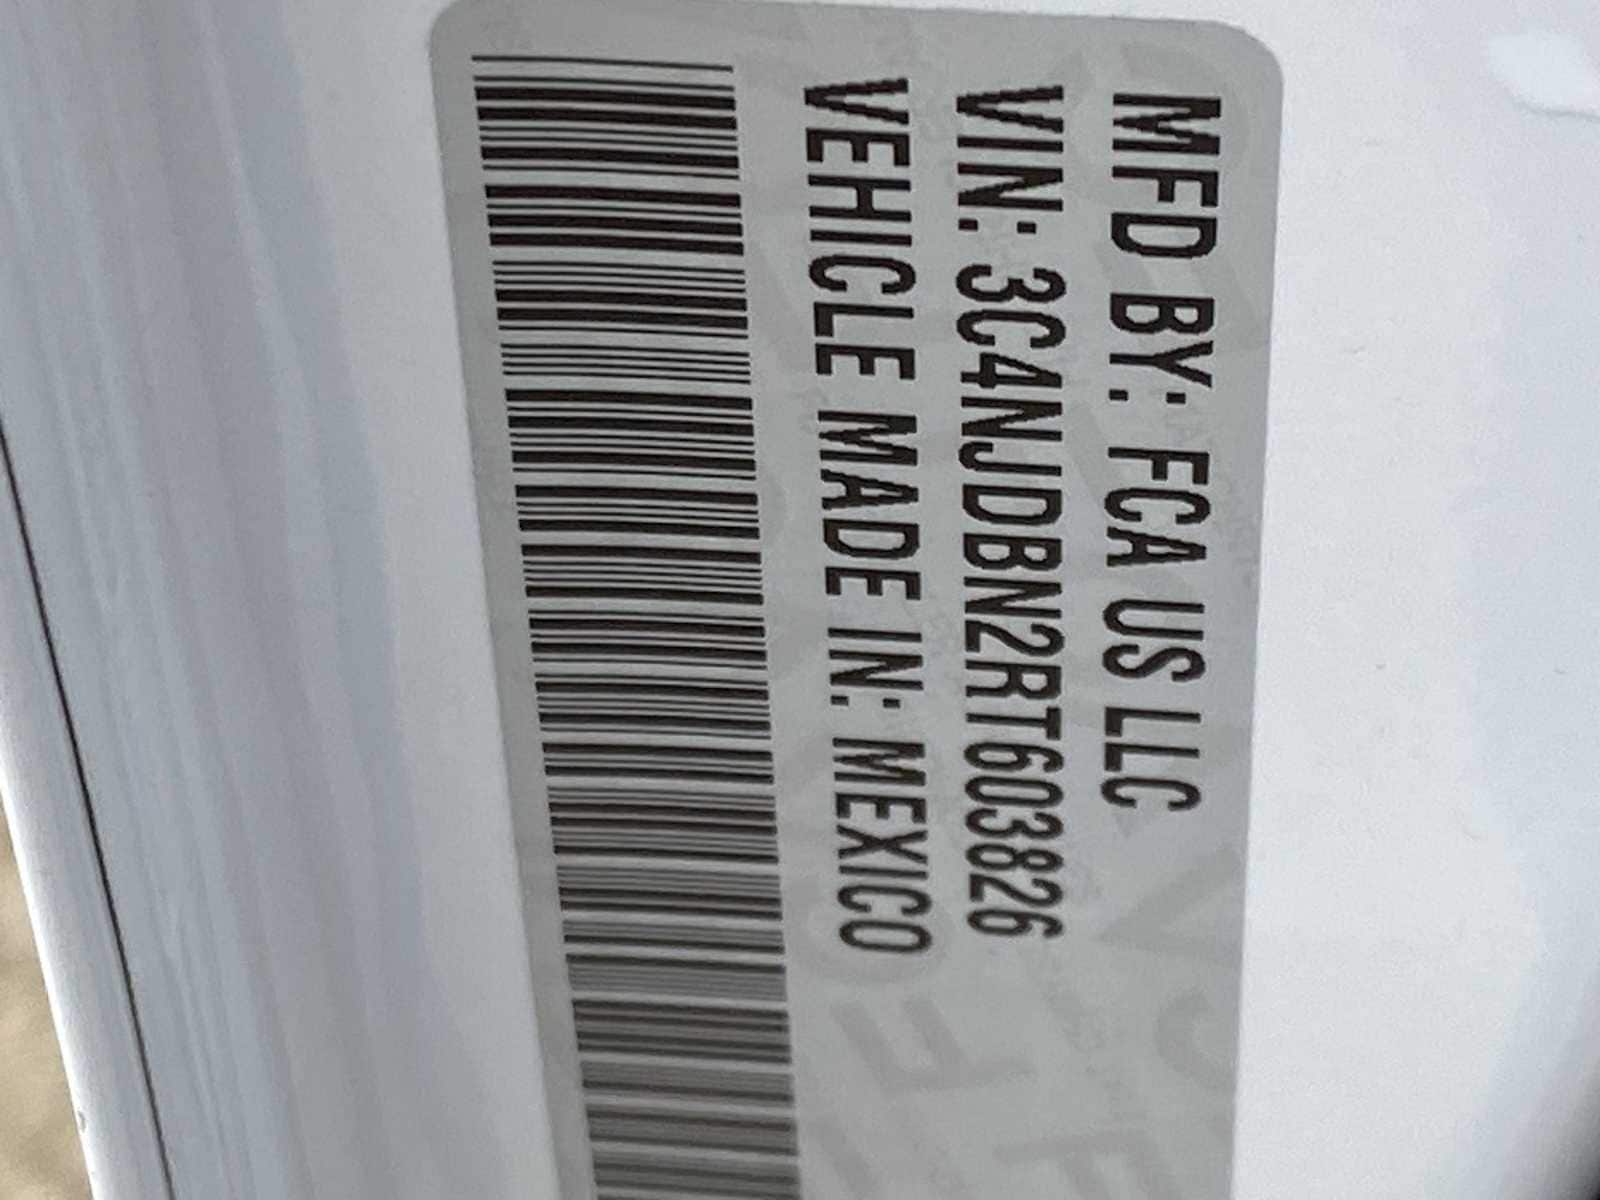 MFD BY: FCA US LLC
VIN: 3C4NJDBN2RT603826
VEHICLE MADE IN: MEXICO